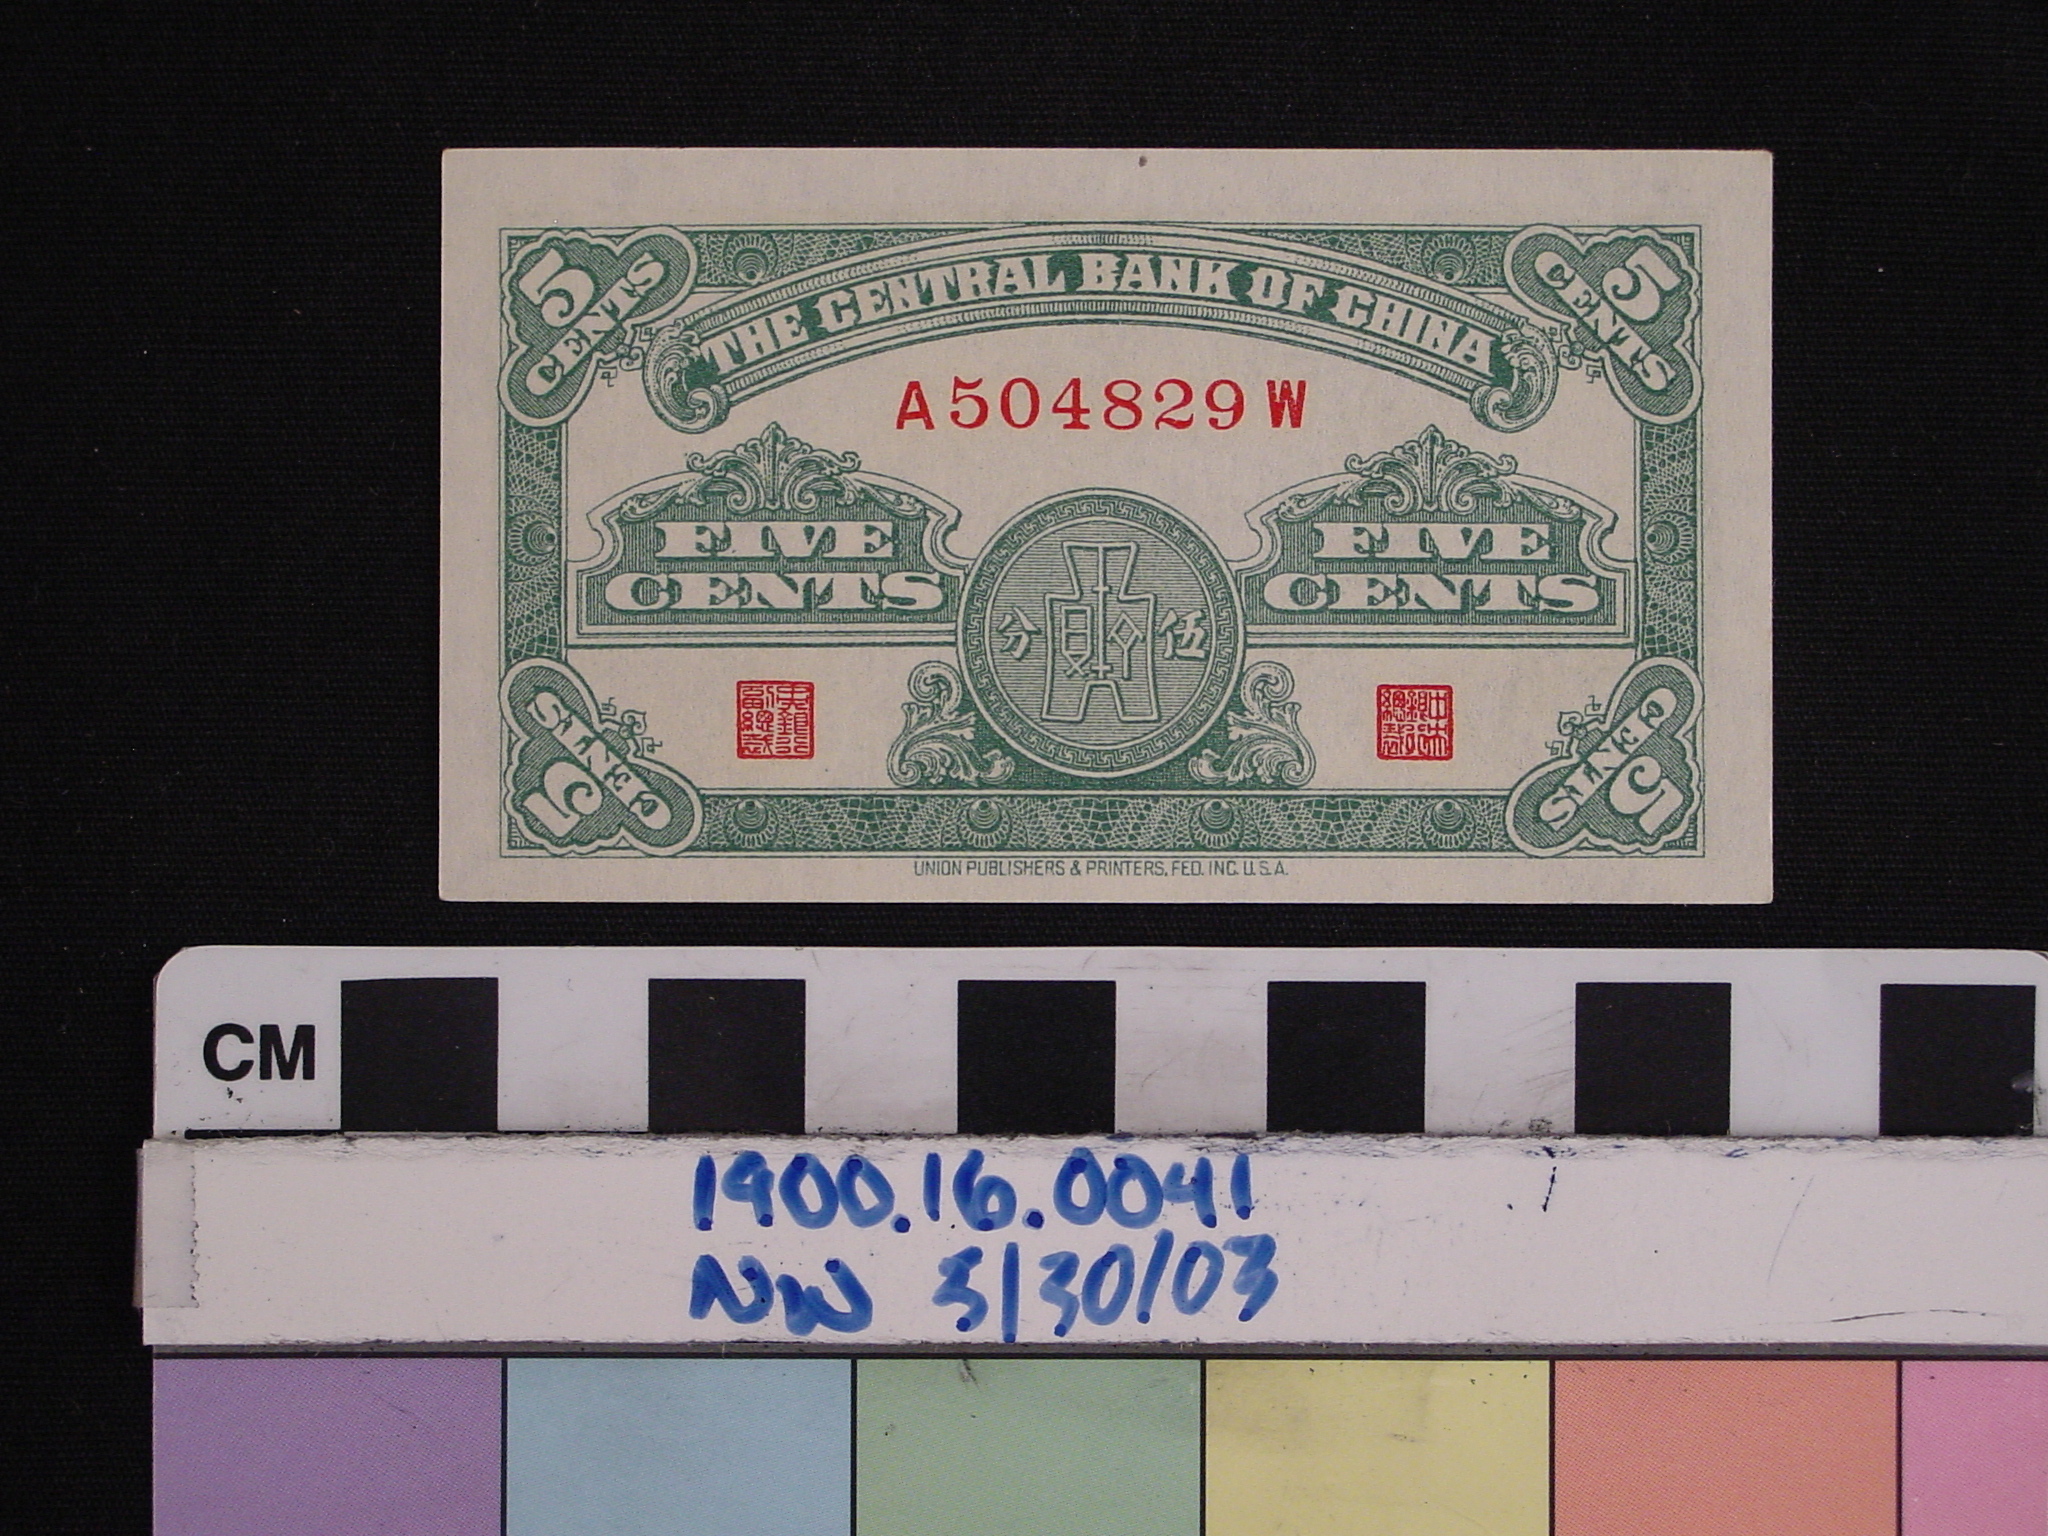 5 CENTS
5 CENTS
THE CENTRAL BANK OF CHINA
A504829W
FIVE CENTS
FIVE CENTS
分 伍
5 CENTS
5 CENTS
UNION PUBLISHERS & PRINTERS, FED. INC. U.S.A.
CM
1900.16.0041
NW 3/30/03